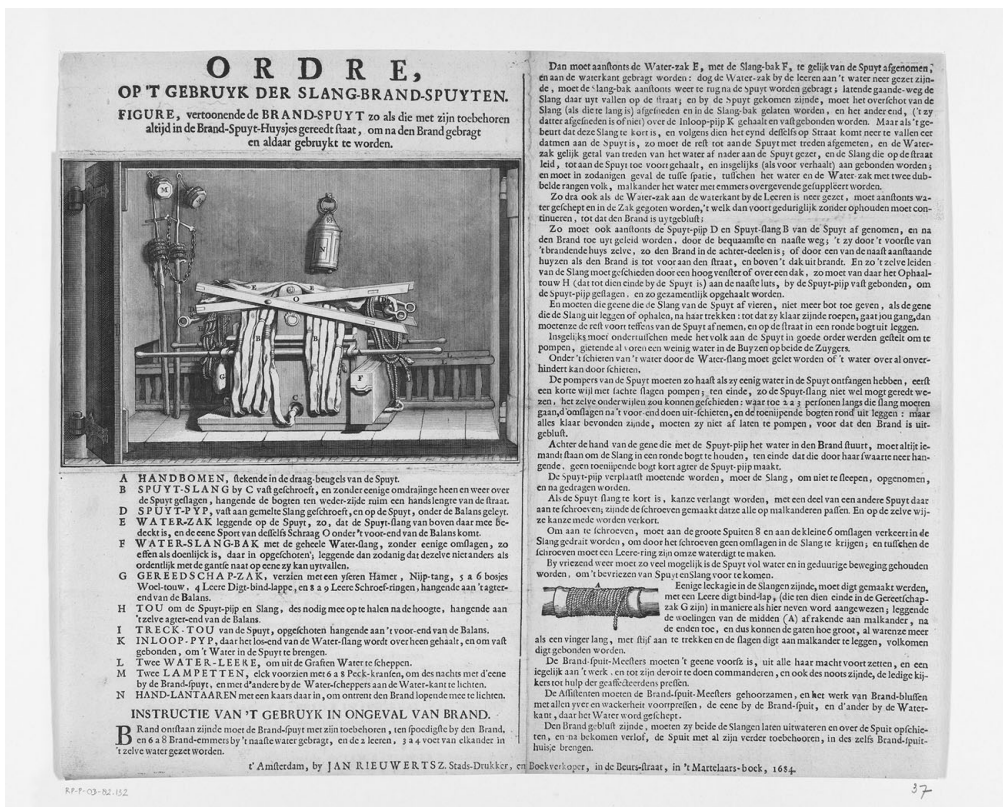 ORDRE,
OP 'T GEBRUYK DER SLANG-BRAND-SPUYTEN.
FIGURE, vertoonende de BRAND-SPUYT zo als die met zijn toebehoren
altijd in de Brand-Spuyt-Huysjes gereedt staat, om na den Brand gebragt
en aldaar gebruykt te worden.
A HANDBOMEN, stekende in de draag-beugels van de Spuyt.
B SPUYT-SLANG by C vast geschroeft, en zonder eenige omdrajinge heen en weer over
de Spuyt geslagen, hangende de bogten ten weder-zijde ruim een hands lengte van de straat.
D SPUYT-PYP, vast aan gemelte Slang geschroeft, en op de Spuyt, onder de Balans geleyt.
E WATER-ZAK leggende op de Spuyt, zo, dat de Spuyt-slang van boven daar mee be-
deckt is, en de eene Sport van desselfs Schraag O onder 't voor-end van de Balans komt.
F WATER-SLANG-BAK met de geheele Water-slang, zonder eenige omslagen, zo
effen als doenlijck is, daar in opgeschoten; leggende dan zodanig dat dezelve niet anders als
ordentlijk met de gantse naat op eene zy kan uytvallen.
G GEREEDSCHAP-ZAK, verzien met een yseren Hamer, Nijp-tang, 5 a 6 bosjes
Woel-touw, 4 Leere Digt-bind-lappe, en 8 a 9 Leere Schroef-ringen, hangende aan 't agter-
end van de Balans.
H TOU om de Spuyt-pijp en Slang, des nodig mee op te halen na de hoogte, hangende aan
't zelve agter-end van de Balans.
I TRECK-TOU van de Spuyt, opgeschoten hangende aan 't voor-end van de Balans.
K INLOOP-PYP, daar het los-end van de Water-slang wordt over heen gehaalt, en om vast
gebonden, om 't Water in de Spuyt te brengen.
L Twee WATER-LEERE, om uit de Graften Water te scheppen.
M Twee LAMPETTEN, elck voorzien met 6 a 8 Peck-kransen, om des nachts met d'eene
by de Brand-spuyt, en met d'andere by de Water-scheppers aan de Water-kant te lichten.
N HAND-LANTAAREN met een kaars daar in, om ontrent den Brand lopende mee te lichten.
INSTRUCTIE VAN 'T GEBRUYK IN ONGEVAL VAN BRAND.
BRand onstaan zijnde moet de Brand-spuyt met zijn toebehoren, ten spoedigste by den Brand,
en 6 a 8 Brand-emmers by 't naaste water gebragt, en de 2 leeren, 3 a 4 voet van elkander in
't zelve water gezet worden.
Dan moet aanstonts de Water-zak E, met de Slang-bak F, te gelijk van de Spuyt afgenomen,
en aan de waterkant gebragt worden: dog de Water-zak by de leeren aan 't water neer gezet zijn-
de, moet de slang-bak aanstonts weer te rug na de Spuyt worden gebragt; latende gaande-weg de
Slang daar uyt vallen op de straat; en by de Spuyt gekomen zijnde, moet het overschot van de
Slang (als die te lang is) afgesneden en in de Slang-bak gelaten worden, en het ander end, ('t zy
datter afgesneden is of niet) over de Inloop-pijp K gehaalt en vast gebonden worden. Maar als 't ge-
beurt dat deze Slang te kort is, en volgens dien het eynd desselfs op Straat komt neer te vallen eer
datmen aan de Spuyt is, zo moet de rest tot aan de Spuyt met treden afgemeten, en de Water-
zak gelijk getal van treden van het water af nader aan de Spuyt gezet, en de Slang die op de straat
leid, tot aan de Spuyt toe voort gehaalt, en insgelijks (als voor verhaalt) aan gebonden worden;
en moet in zodanigen geval de tusse spatie, tusschen het water en de Water-zak met twee dub-
belde rangen volk, malkander het water met emmers overgevende gesuppleert worden.
Zo dra ook als de Water-zak aan de waterkant by de Leeren is neer gezet, moet aanstonts wa-
ter geschept en in de Zak gegoten worden, 't welk dan voort geduriglijk zonder ophouden moet con-
tinueren, tot dat den Brand is uytgeblust;
Zo moet ook aanstonts de Spuyt-pijp D en Spuyt-slang B van de Spuyt af genomen, en na
den Brand toe uyt geleid worden, door de bequaamste en naaste weg; 't zy door 't voorste van
't brandende huys zelve, zo den Brand in de achter-deelen is; of door een van de naast aanstaande
huyzen als den Brand is tot voor aan den straat, en boven 't dak uit brandt. En zo 't zelve leiden
van de Slang moet geschieden door een hoog venster of over een dak, zo moet van daar het Ophaal-
touw H (dat tot dien einde by de Spuyt is) aan de naaste luts, by de Spuyt-pijp vast gebonden, om
de Spuyt-pijp geslagen, en zo gezamentlijk opgehaalt worden.
En moeten die geene die de Slang van de Spuyt af vieren, niet meer bot toe geven, als de gene
die de Slang uit leggen of ophalen, na haar trekken: tot dat zy klaar zijnde roepen, gaat jou gang, dan
moetenze de rest voort teffens van de Spuyt af nemen, en op de straat in een ronde bogt uit leggen.
Insgelijks moet ondertusschen mede het volk aan de Spuyt in goede order werden gestelt om te
pompen, gietende al voren een weinig water in de Buyzen op beide de Zuygers.
Onder 't schieten van 't water door de Water-slang moet gelet worden of 't water over al onver-
hindert kan door schieten.
De pompers van de Spuyt moeten zo haast als zy eenig water in de Spuyt ontfangen hebben, eerst
een korte wijl met sachte slagen pompen; ten einde, zo de Spuyt-slang niet wel mogt geredt we-
zen, het zelve onderwijlen zou konnen geschieden: waar toe 2 a 3 personen langs die slang moeten
gaan, d'omslagen na 't voor-end doen uit-schieten, en de toenijpende bogten rond uit leggen: maar
alles klaar bevonden zijnde, moeten zy niet af laten te pompen, voor dat den Brand is uit-
geblust.
Achter de hand van de gene die met de Spuyt-pijp het water in den Brand stuurt, moet altijt ie-
mandt staan om de Slang in een ronde bogt te houden, ten einde dat die door haar swaarte neer han-
gende, geen toenijpende bogt kort agter de Spuyt-pijp maakt.
De Spuyt-pijp verplaatst moetende worden, moet de Slang, om niet te sleepen, opgenomen,
en na gedragen worden.
Als de Spuyt-slang te kort is, kanze verlangt worden, met een deel van een andere Spuyt daar
aan te schroeven; zijnde de schroeven gemaakt datze alle op malkanderen passen. En op de zelve wij-
ze kanze mede worden verkort.
Om aan te schroeven, moet aan de groote Spuiten 8 en aan de kleine 6 omslagen verkeert in de
Slang gedrait worden, om door het schroeven geen omslagen in de Slang te krijgen; en tusschen de
schroeven moet een Leere-ring zijn om ze waterdigt te maken.
By vriezend weer moet zo veel mogelijk is de Spuyt vol water en in geduurige beweging gehouden
worden, om 't bevriezen van Spuyt en Slang voor te komen.
Eenige leckagie in de Slangen zijnde, moet digt gemaakt werden,
met een Leere digt bind-lap, (die ten dien einde in de Gereetschap-
zak G zijn) in maniere als hier neven word aangewezen; leggende
de woelingen van de midden (A) af rakende aan malkander, na
de enden toe, en dus konnen de gaten hoe groot, al warenze meer
als een vinger lang, met stijf aan te trekken en de slagen digt aan malkander te leggen, volkomen
digt gebonden worden.
De Brand-spuit-Meesters moeten 't geene voorsz is, uit alle haar macht voort zetten, en een
iegelijk aan 't werk, en tot zijn devoir te doen commanderen, en ook des noots zijnde, de ledige kij-
kers tot hulp der geaffecteerdens pressen.
De Assistenten moeten de Brand-spuit-Meesters gehoorzamen, en het werk van Brand-blussen
met allen yver en wackerheit voortpressen, de eene by de Brand-spuit, en d'ander by de Water-
kant, daar het Water word geschept.
Den Brand geblust zijnde, moeten zy beide de Slangen laten uitwateren en over de Spuit opschie-
ten, en na bekomen verlof, de Spuit met al zijn verder toebehooren, in des zelfs Brand-spuit-
huisje brengen.
t'Amsterdam, by JAN RIEUWERTSZ. Stads-Drukker, en Boekverkoper, in de Beurs-straat, in 't Martelaars-boek, 1684.
RP-P-03-82.132
37